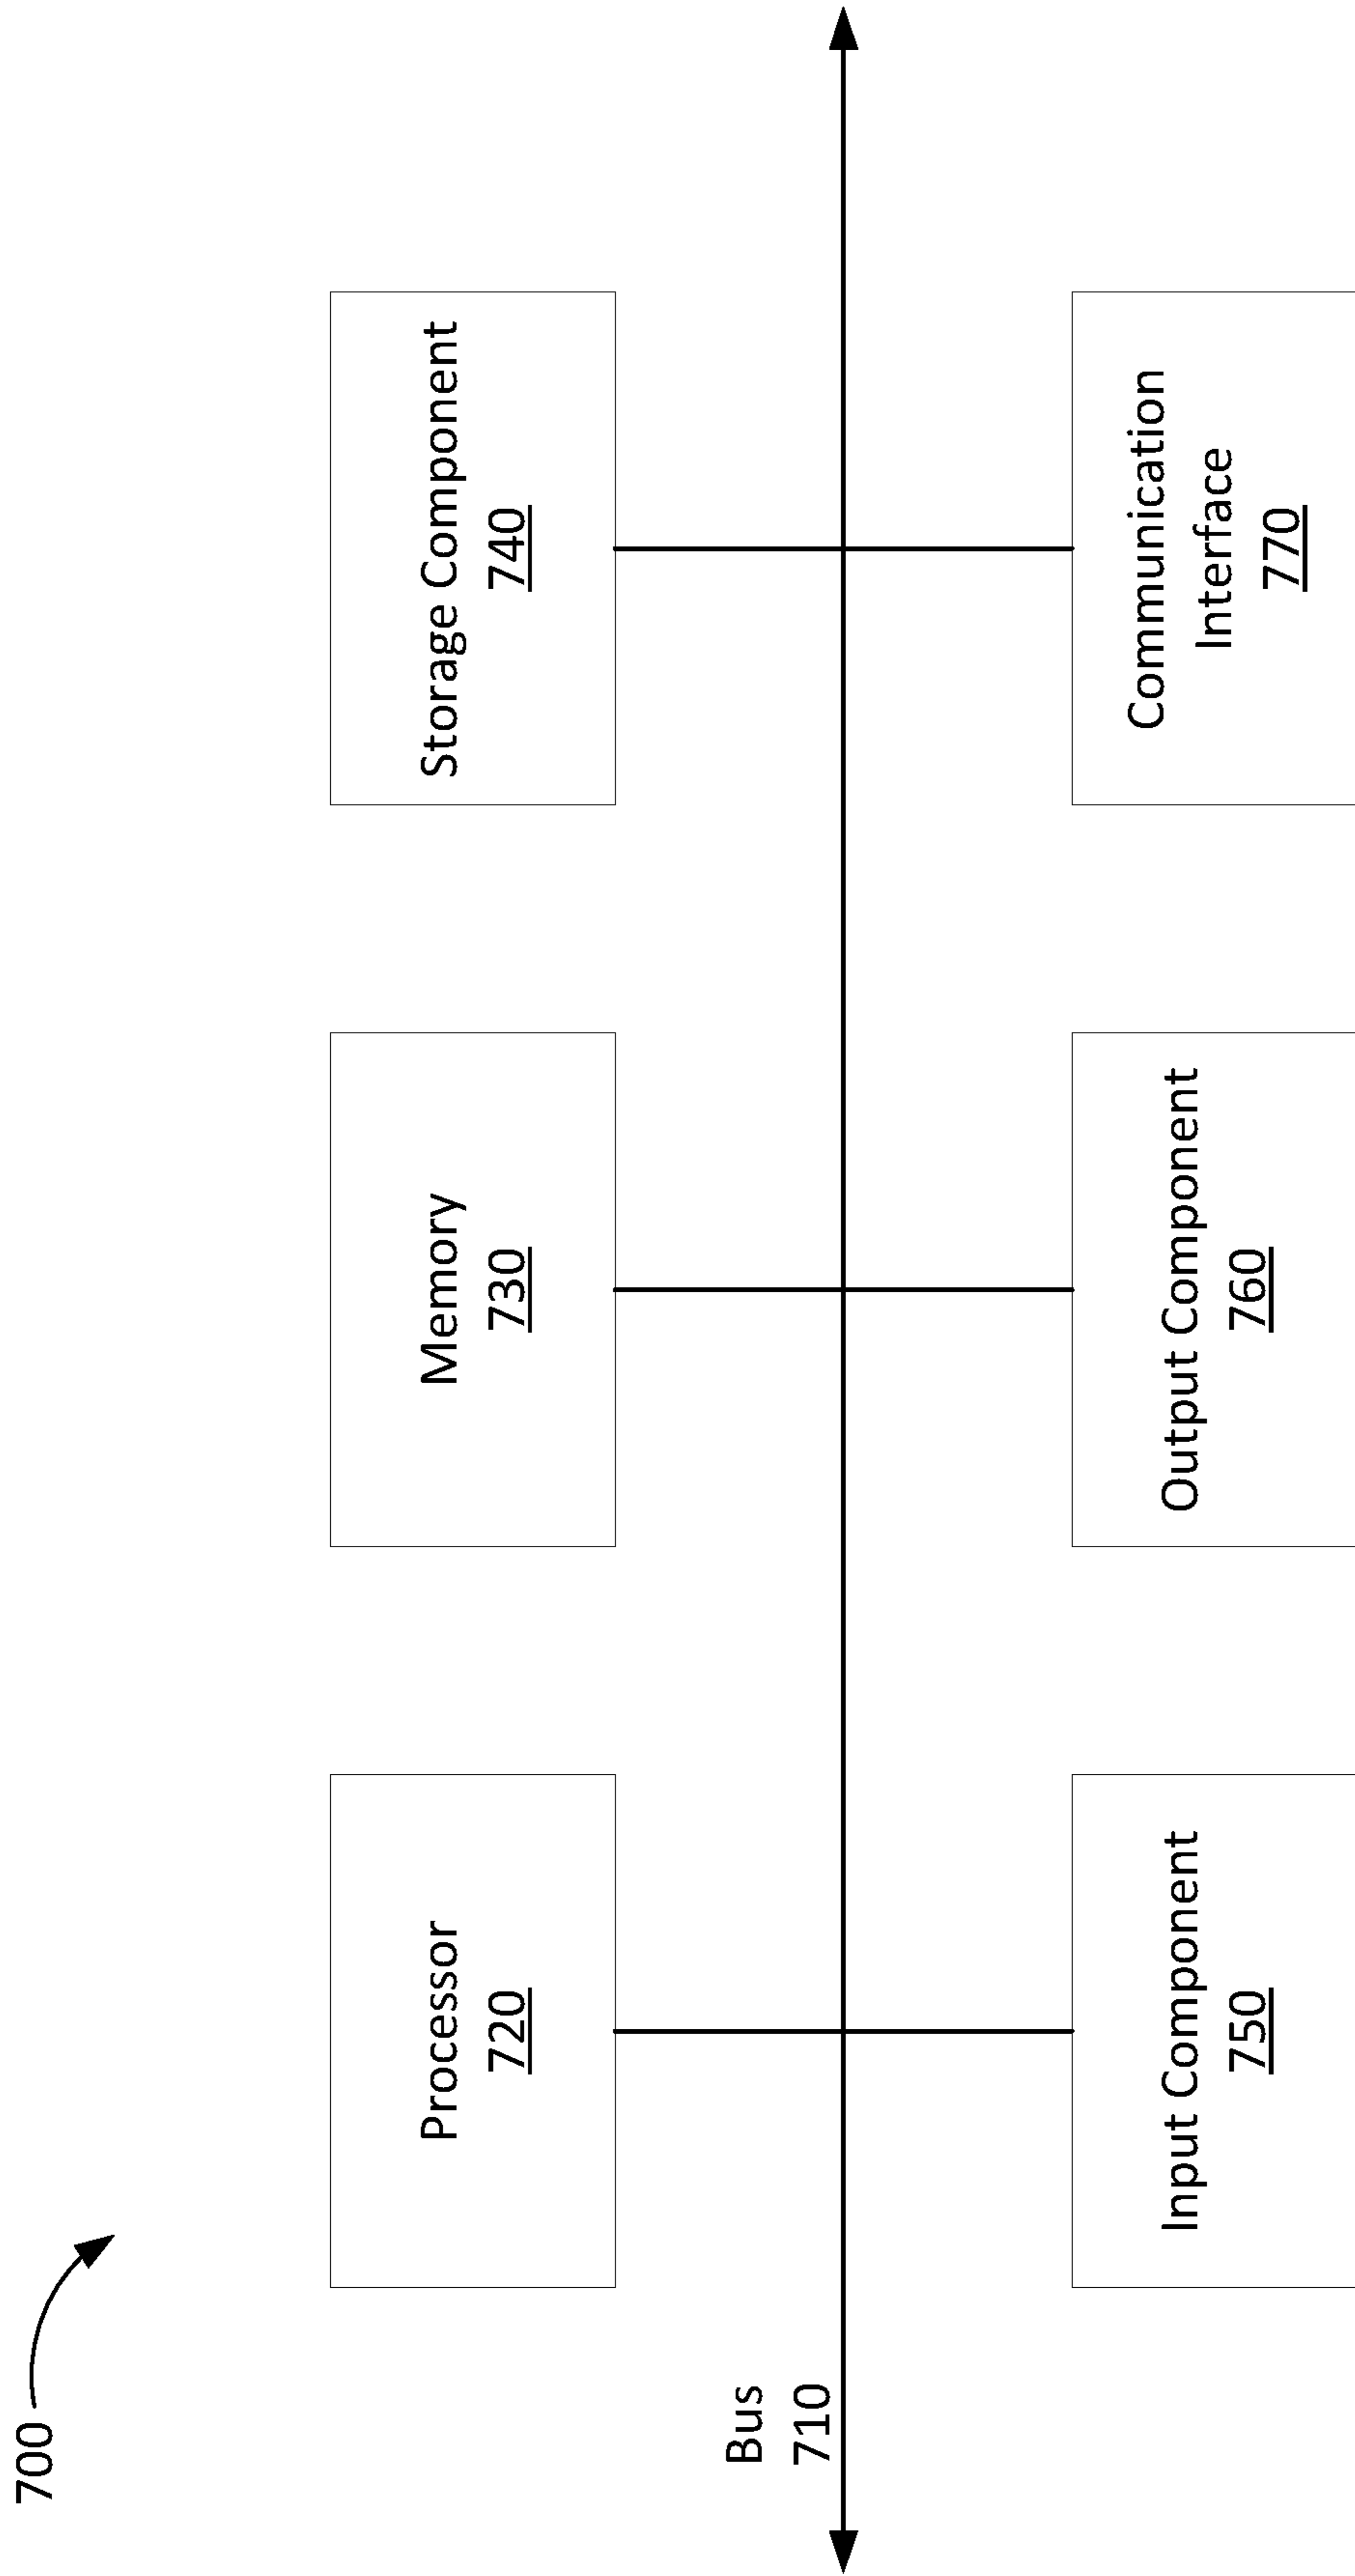 700
Processor
720
Memory
730
Storage Component
740
Bus
710
Input Component
750
Output Component
760
Communication
Interface
770